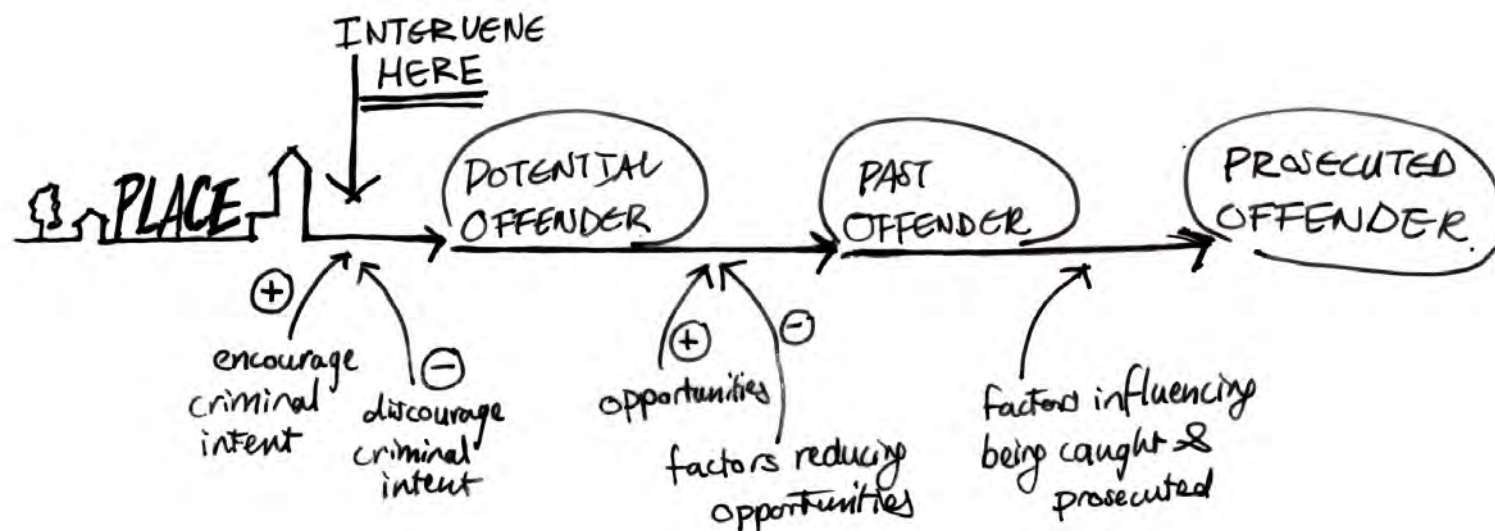 INTERVENE
HERE
PLACE
POTENTIAL
OFFENDER
PAST
OFFENDER
PROSECUTED
OFFENDER.
+
encourage
criminal
intent
-
discourage
criminal
intent
+
opportunities
-
factors reducing
opportunities
factors influencing
being caught &
prosecuted